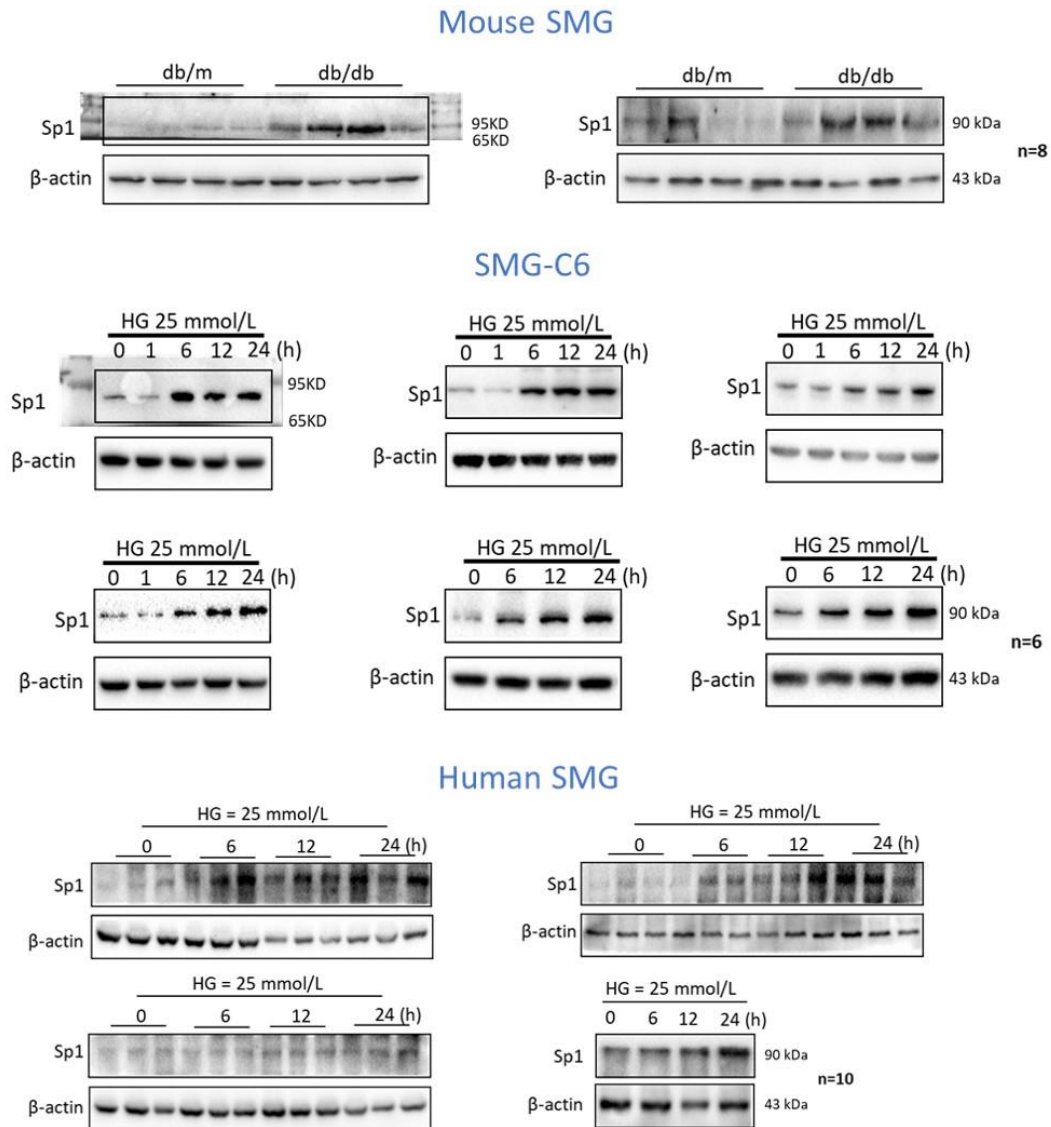 Mouse SMG
db/m db/db
Sp1 95KD
65KD
β-actin
db/m db/db
Sp1 90 kDa
n=8
β-actin 43 kDa
SMG-C6
HG 25 mmol/L
0 1 6 12 24 (h)
Sp1 95KD
65KD
β-actin
HG 25 mmol/L
0 1 6 12 24 (h)
Sp1
β-actin
HG 25 mmol/L
0 1 6 12 24 (h)
Sp1
β-actin
HG 25 mmol/L
0 1 6 12 24 (h)
Sp1
β-actin
HG 25 mmol/L
0 6 12 24 (h)
Sp1
β-actin
HG 25 mmol/L
0 6 12 24 (h)
Sp1 90 kDa
n=6
β-actin 43 kDa
Human SMG
HG = 25 mmol/L
0 6 12 24 (h)
Sp1
β-actin
HG = 25 mmol/L
0 6 12 24 (h)
Sp1
β-actin
HG = 25 mmol/L
0 6 12 24 (h)
Sp1
β-actin
HG = 25 mmol/L
0 6 12 24 (h)
Sp1 90 kDa
n=10
β-actin 43 kDa